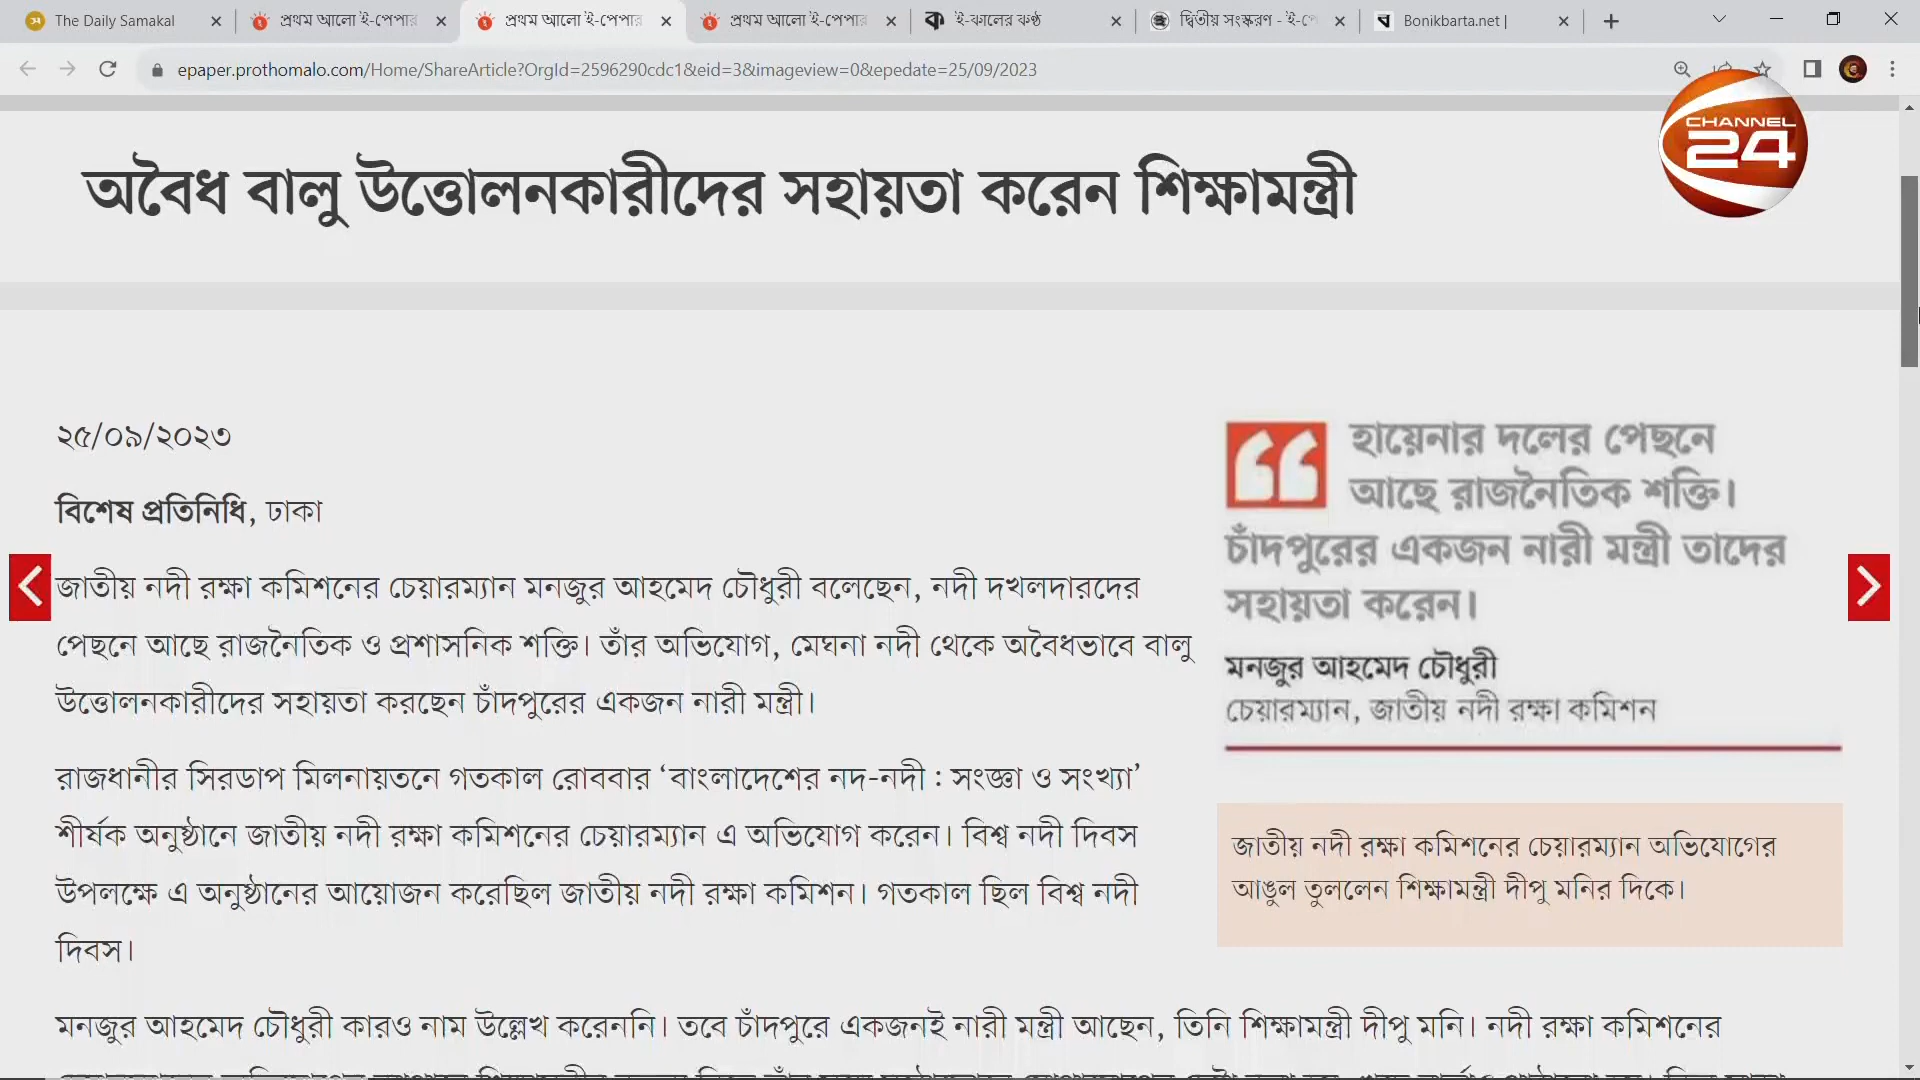 The Daily Samakal
প্রথম আলো ই-পেপার
প্রথম আলো ই-পেপার
প্রথম আলো ই-পেপার
ই-কালের কণ্ঠ
দ্বিতীয় সংস্করণ - ই-পে
Bonikbarta.net |
epaper.prothomalo.com/Home/ShareArticle?OrgId=2596290cdc1&eid=3&imageview=0&epedate=25/09/2023
CHANNEL
24
অবৈধ বালু উত্তোলনকারীদের সহায়তা করেন শিক্ষামন্ত্রী
২৫/০৯/২০২৩
বিশেষ প্রতিনিধি, ঢাকা
জাতীয় নদী রক্ষা কমিশনের চেয়ারম্যান মনজুর আহমেদ চৌধুরী বলেছেন, নদী দখলদারদের
পেছনে আছে রাজনৈতিক ও প্রশাসনিক শক্তি। তাঁর অভিযোগ, মেঘনা নদী থেকে অবৈধভাবে বালু
উত্তোলনকারীদের সহায়তা করছেন চাঁদপুরের একজন নারী মন্ত্রী।
রাজধানীর সিরডাপ মিলনায়তনে গতকাল রোববার ‘বাংলাদেশের নদ-নদী : সংজ্ঞা ও সংখ্যা’
শীর্ষক অনুষ্ঠানে জাতীয় নদী রক্ষা কমিশনের চেয়ারম্যান এ অভিযোগ করেন। বিশ্ব নদী দিবস
উপলক্ষে এ অনুষ্ঠানের আয়োজন করেছিল জাতীয় নদী রক্ষা কমিশন। গতকাল ছিল বিশ্ব নদী
দিবস।
হায়েনার দলের পেছনে
আছে রাজনৈতিক শক্তি।
চাঁদপুরের একজন নারী মন্ত্রী তাদের
সহায়তা করেন।
মনজুর আহমেদ চৌধুরী
চেয়ারম্যান, জাতীয় নদী রক্ষা কমিশন
জাতীয় নদী রক্ষা কমিশনের চেয়ারম্যান অভিযোগের
আঙুল তুললেন শিক্ষামন্ত্রী দীপু মনির দিকে।
মনজুর আহমেদ চৌধুরী কারও নাম উল্লেখ করেননি। তবে চাঁদপুরে একজনই নারী মন্ত্রী আছেন, তিনি শিক্ষামন্ত্রী দীপু মনি। নদী রক্ষা কমিশনের